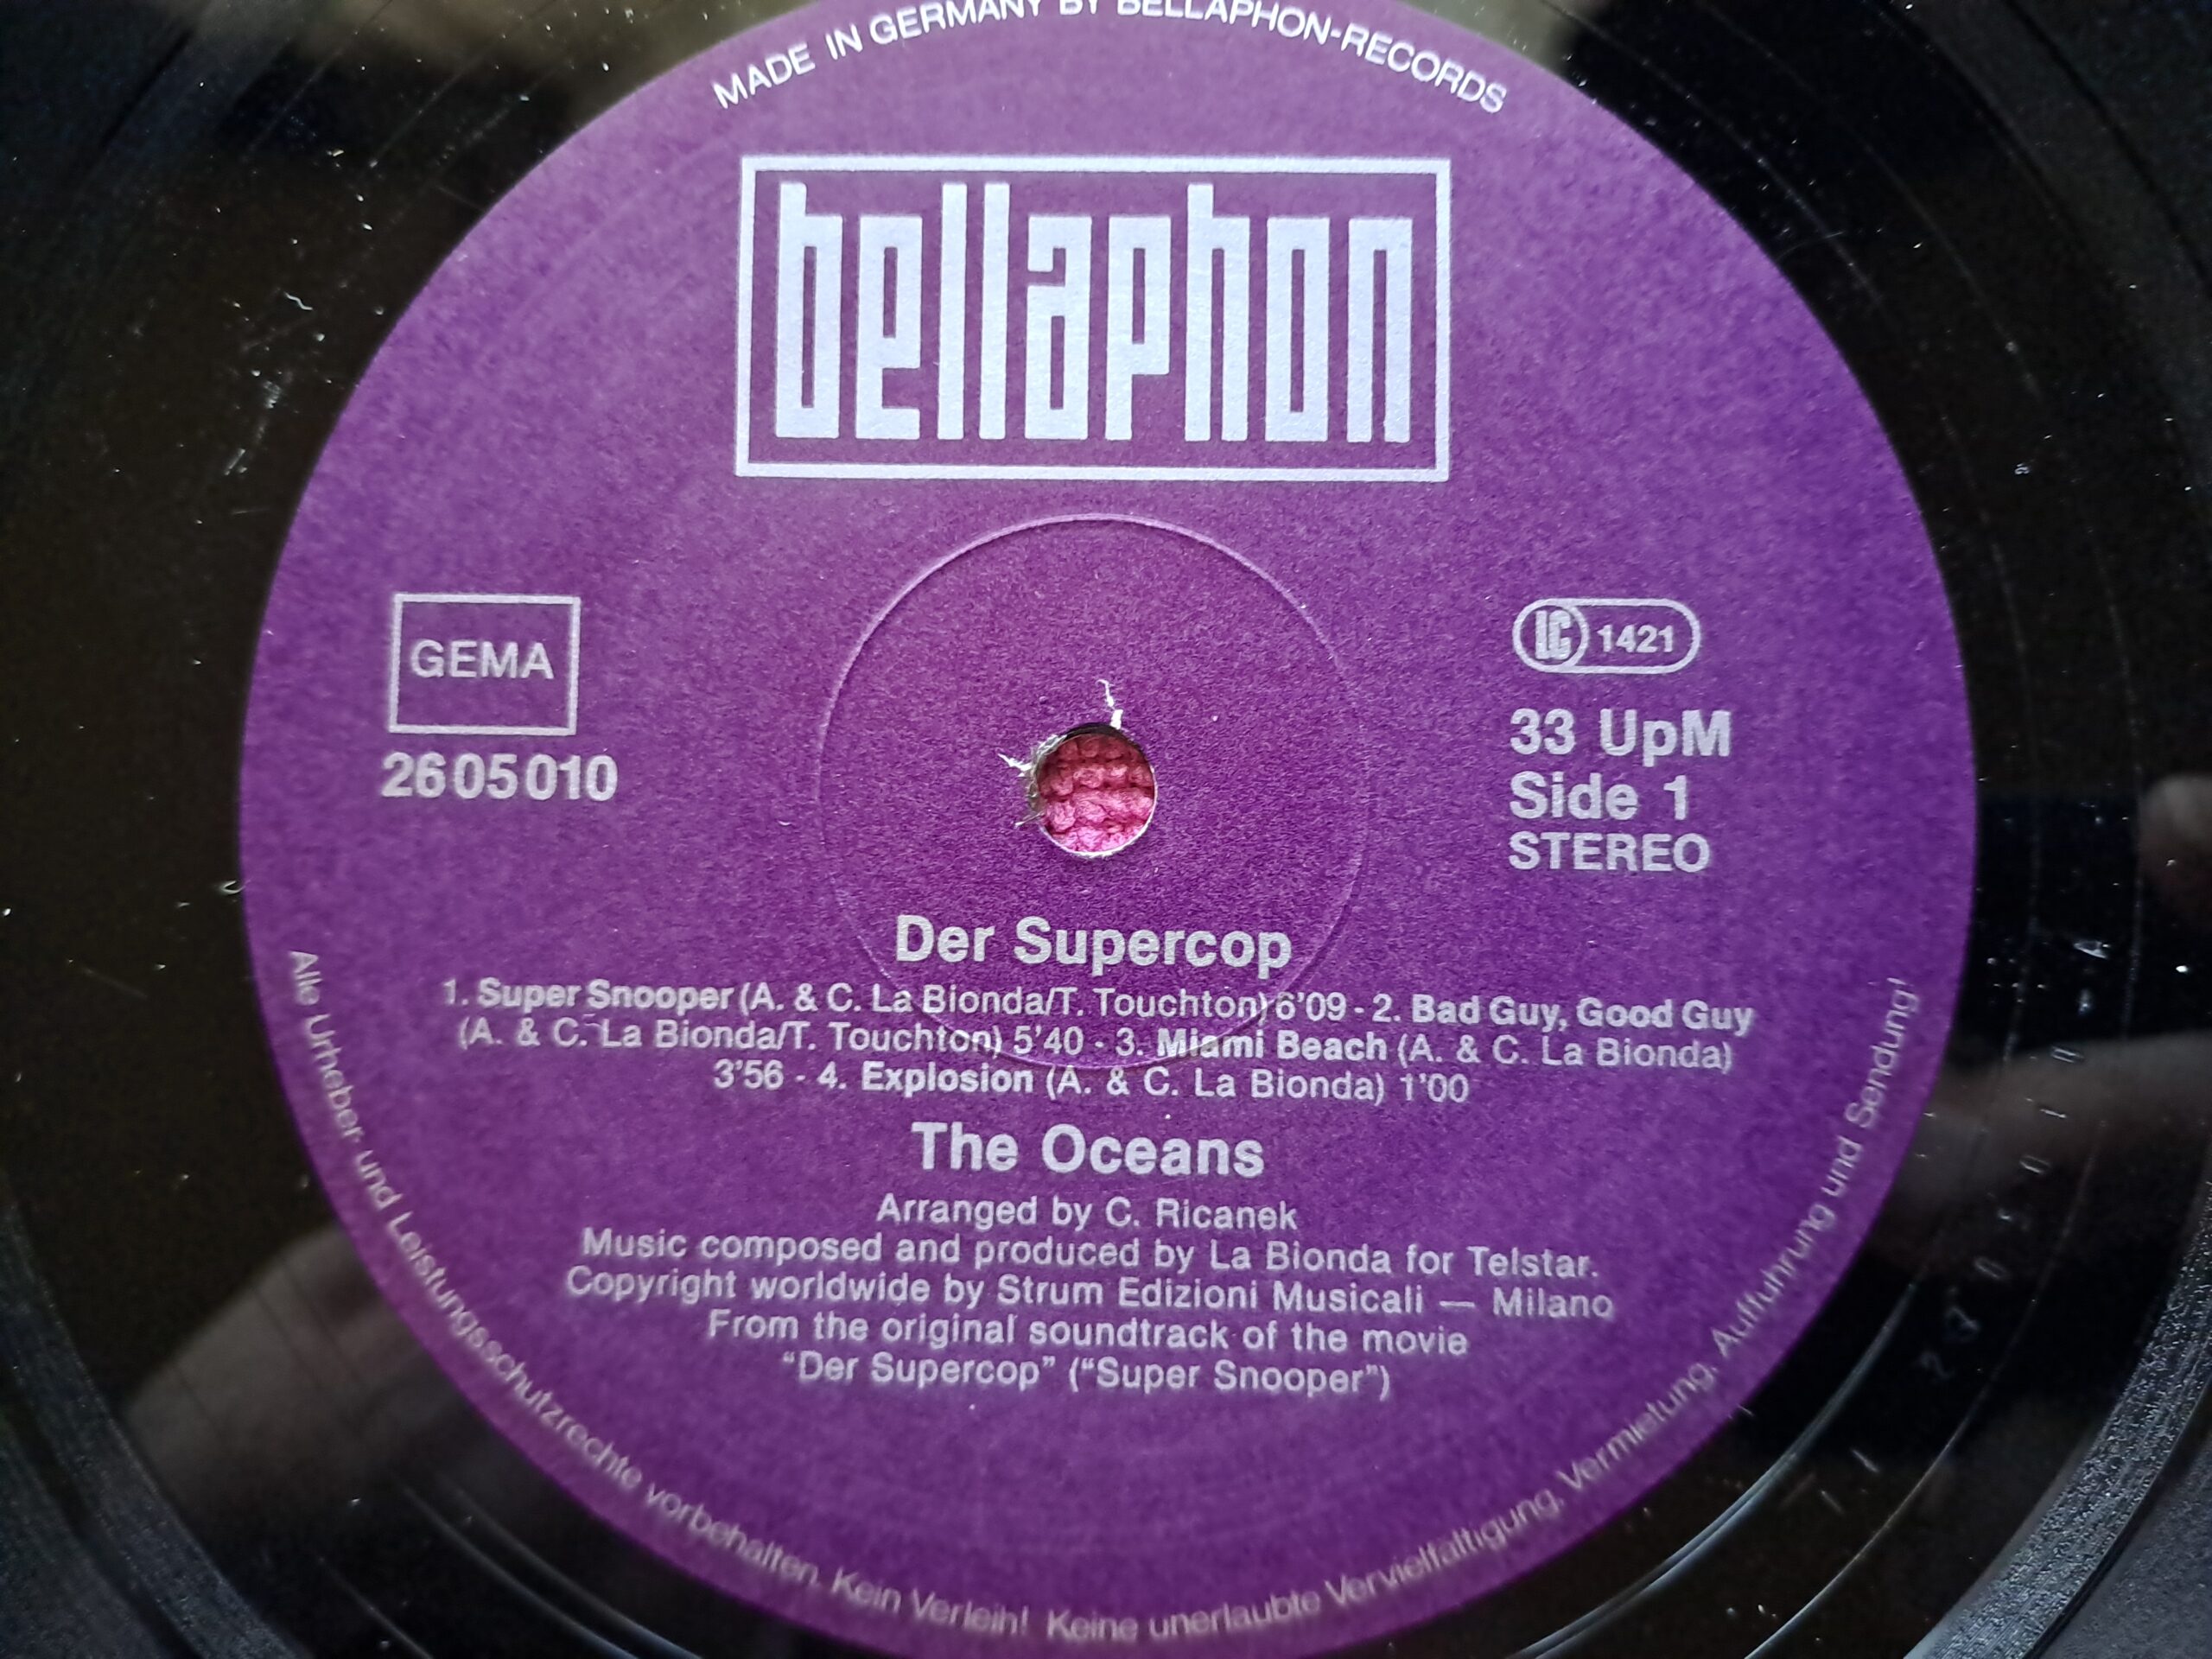 MADE IN GERMANY BY BELLAPHON-RECORDS
bellaphon
GEMA
2605010
LC 1421
33 UpM
Side 1
STEREO
Der Supercop
1. Super Snooper (A. & C. La Bionda/T. Touchton) 6'09 - 2. Bad Guy, Good Guy
(A. & C. La Bionda/T. Touchton) 5'40 - 3. Miami Beach (A. & C. La Bionda)
3'56 - 4. Explosion (A. & C. La Bionda) 1'00
The Oceans
Arranged by C. Ricanek
Music composed and produced by La Bionda for Telstar.
Copyright worldwide by Strum Edizioni Musicali — Milano
From the original soundtrack of the movie
“Der Supercop” (“Super Snooper”)
Alle Urheber- und Leistungsschutzrechte vorbehalten. Kein Verleih! Keine unerlaubte Vervielfältigung, Vermietung, Aufführung und Sendung!